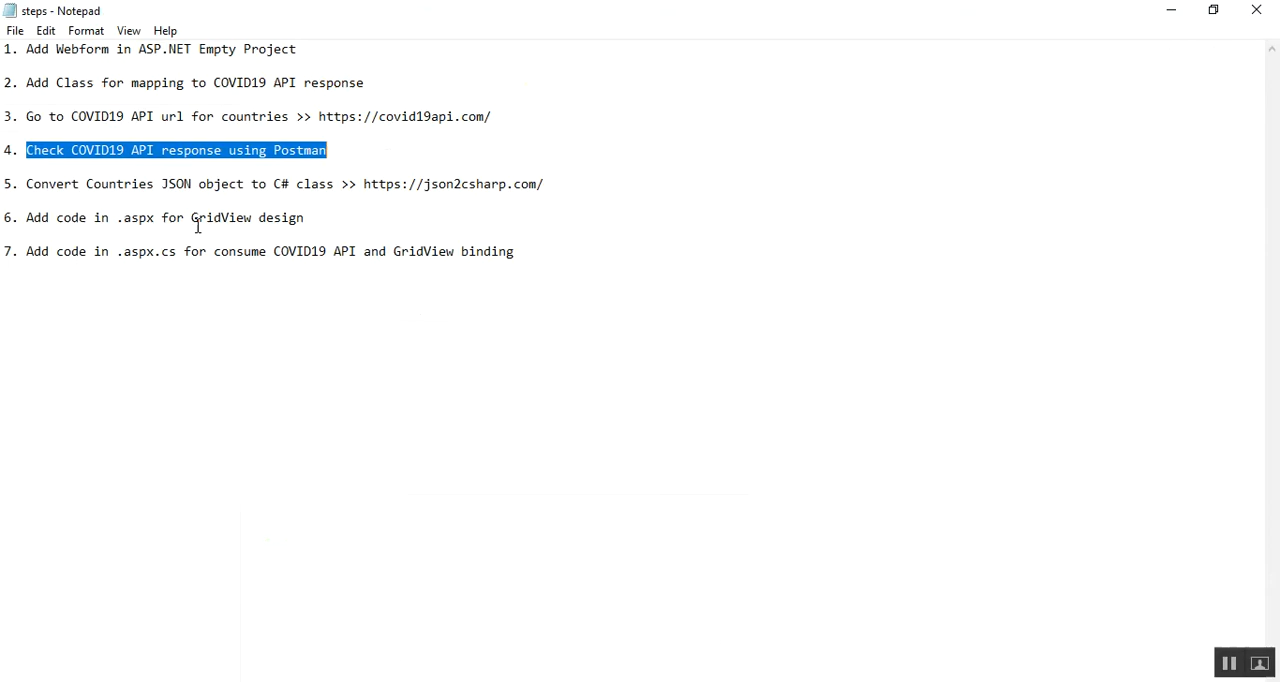 steps - Notepad
File Edit Format View Help
1. Add Webform in ASP.NET Empty Project
2. Add Class for mapping to COVID19 API response
3. Go to COVID19 API url for countries >> https://covid19api.com/
4. Check COVID19 API response using Postman
5. Convert Countries JSON object to C# class >> https://json2csharp.com/
6. Add code in .aspx for GridView design
7. Add code in .aspx.cs for consume COVID19 API and GridView binding